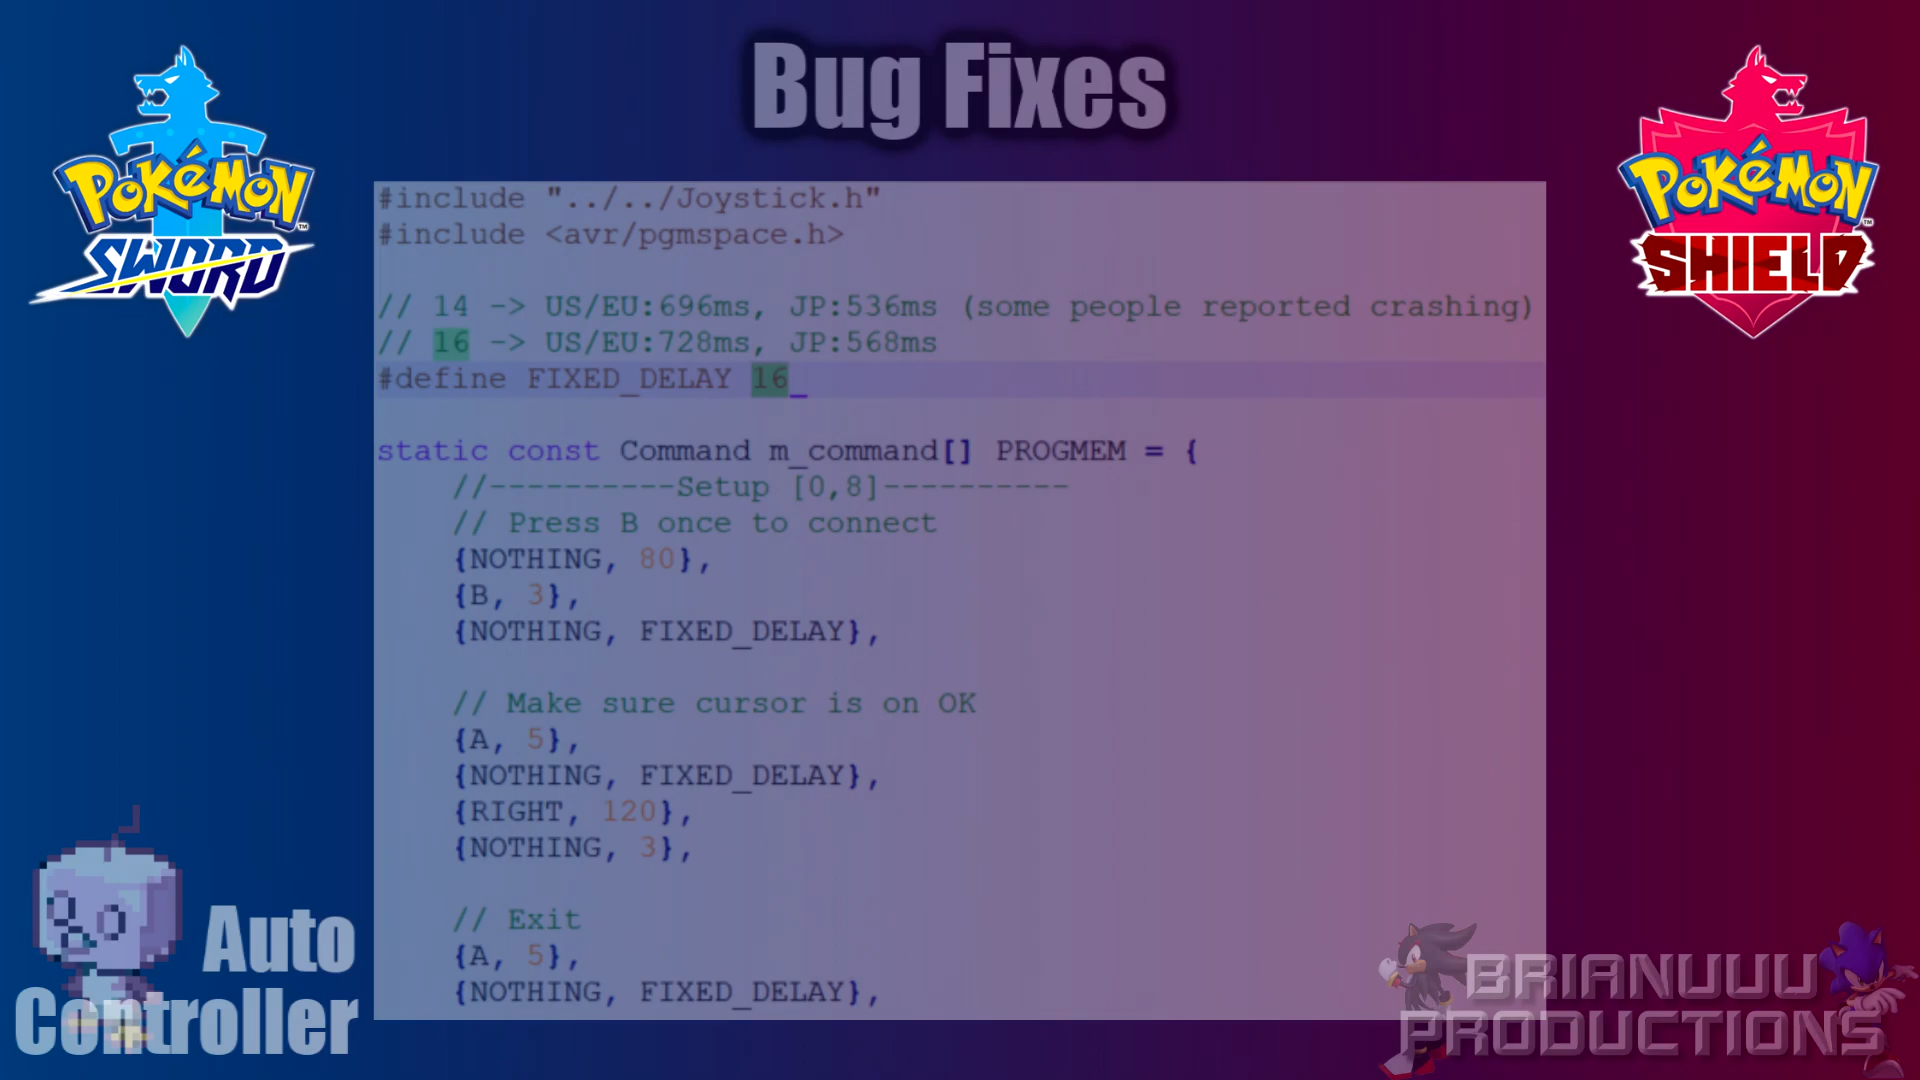 Bug Fixes
POKéMON™
SWORD
POKéMON™
SHIELD
#include "../../Joystick.h"
#include <avr/pgmspace.h>
// 14 -> US/EU:696ms, JP:536ms (some people reported crashing)
// 16 -> US/EU:728ms, JP:568ms
#define FIXED_DELAY 16_
static const Command m_command[] PROGMEM = {
//----------Setup [0,8]----------
// Press B once to connect
{NOTHING, 80},
{B, 3},
{NOTHING, FIXED_DELAY},
// Make sure cursor is on OK
{A, 5},
{NOTHING, FIXED_DELAY},
{RIGHT, 120},
{NOTHING, 3},
// Exit
{A, 5},
{NOTHING, FIXED_DELAY},
Auto
Controller
BRIANUUU
PRODUCTIONS